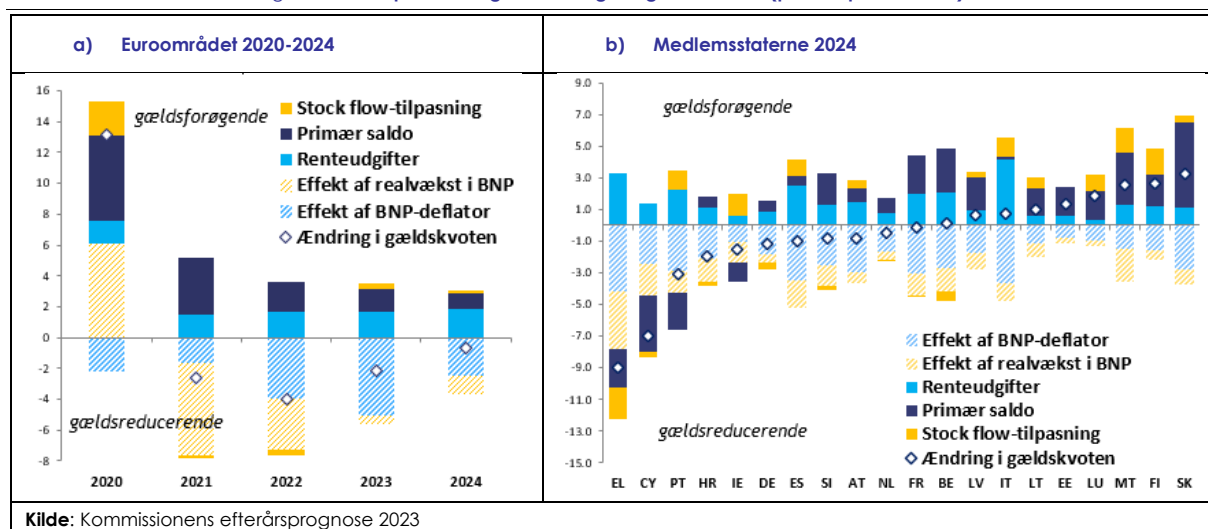 a) Euroområdet 2020-2024
b) Medlemsstaterne 2024
16
14
12
10
8
6
4
2
0
-2
-4
-6
-8
gældsforøgende
Stock flow-tilpasning
Primær saldo
Renteudgifter
Effekt af realvækst i BNP
Effekt af BNP-deflator
Ændring i gældskvoten
gældsreducerende
2020 2021 2022 2023 2024
9.0
7.0
5.0
3.0
1.0
-1.0
-3.0
-5.0
-7.0
-9.0
-11.0
-13.0
-15.0
gældsforøgende
Effekt af BNP-deflator
Effekt af realvækst i BNP
Renteudgifter
Primær saldo
Stock flow-tilpasning
Ændring i gældskvoten
gældsreducerende
EL CY PT HR IE DE ES SI AT NL FR BE LV IT LT EE LU MT FI SK
Kilde: Kommissionens efterårsprognose 2023